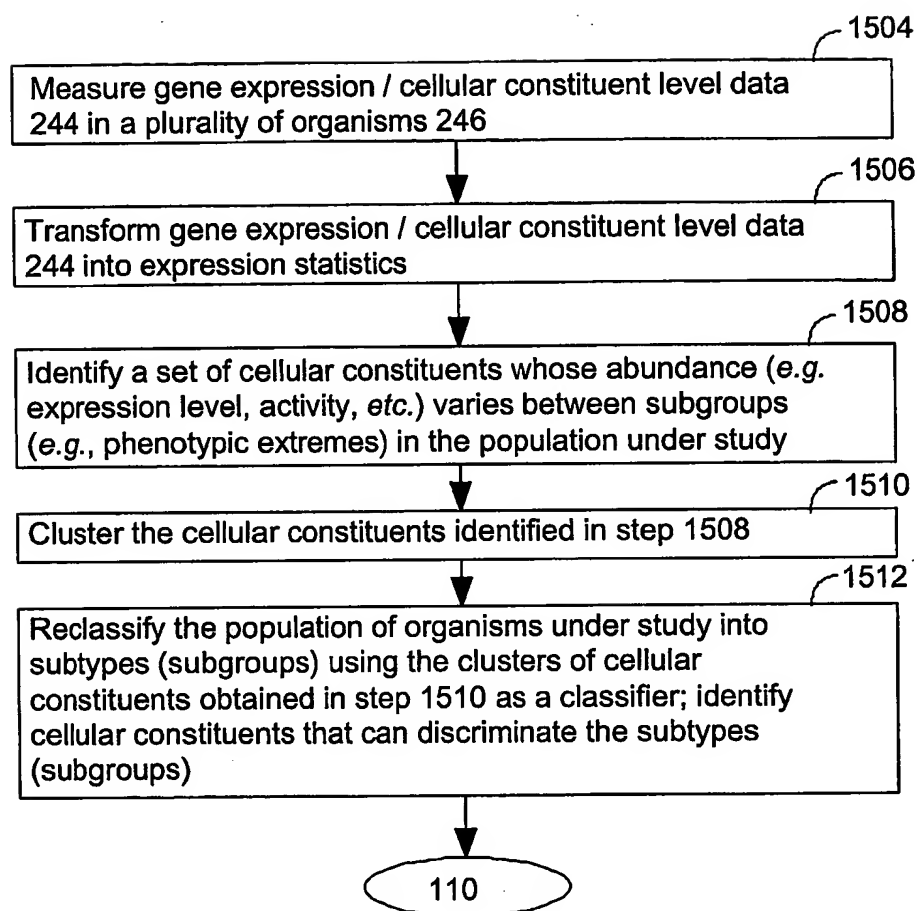 1504
Measure gene expression / cellular constituent level data
244 in a plurality of organisms 246
1506
Transform gene expression / cellular constituent level data
244 into expression statistics
1508
Identify a set of cellular constituents whose abundance (e.g.
expression level, activity, etc.) varies between subgroups
(e.g., phenotypic extremes) in the population under study
1510
Cluster the cellular constituents identified in step 1508
1512
Reclassify the population of organisms under study into
subtypes (subgroups) using the clusters of cellular
constituents obtained in step 1510 as a classifier; identify
cellular constituents that can discriminate the subtypes
(subgroups)
110